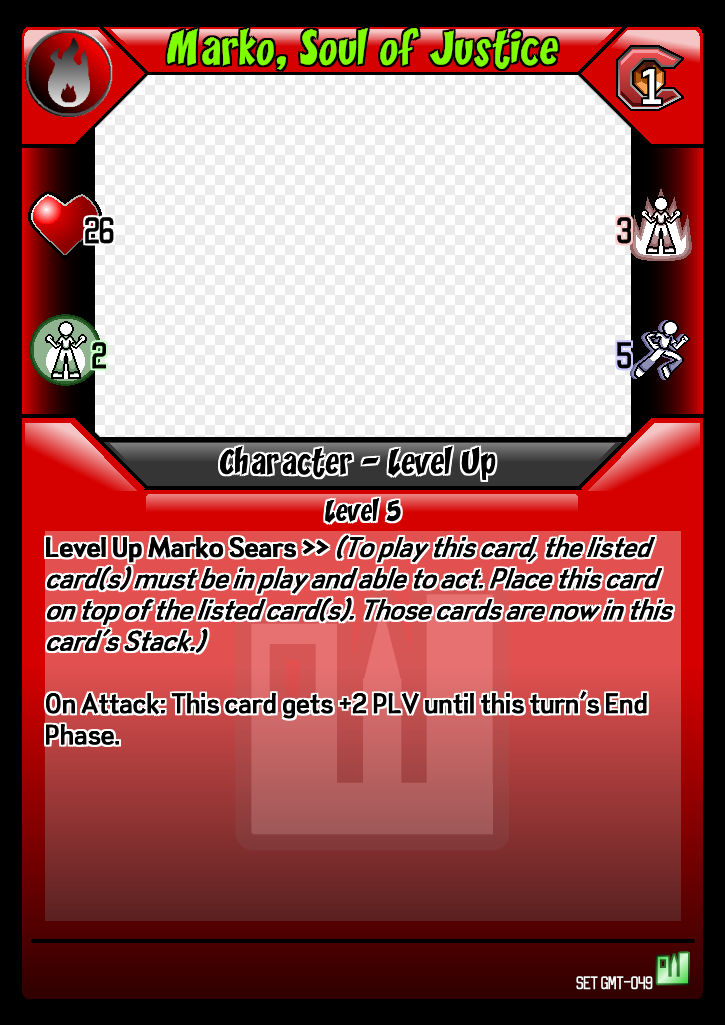 Marko, Soul of Justice
1
26
3
2
5
Character - Level Up
Level 5
Level Up Marko Sears >> (To play this card, the listed
card(s) must be in play and able to act. Place this card
on top of the listed card(s). Those cards are now in this
card's Stack.)
On Attack: This card gets +2 PLV until this turn's End
Phase.
SET GMT-049